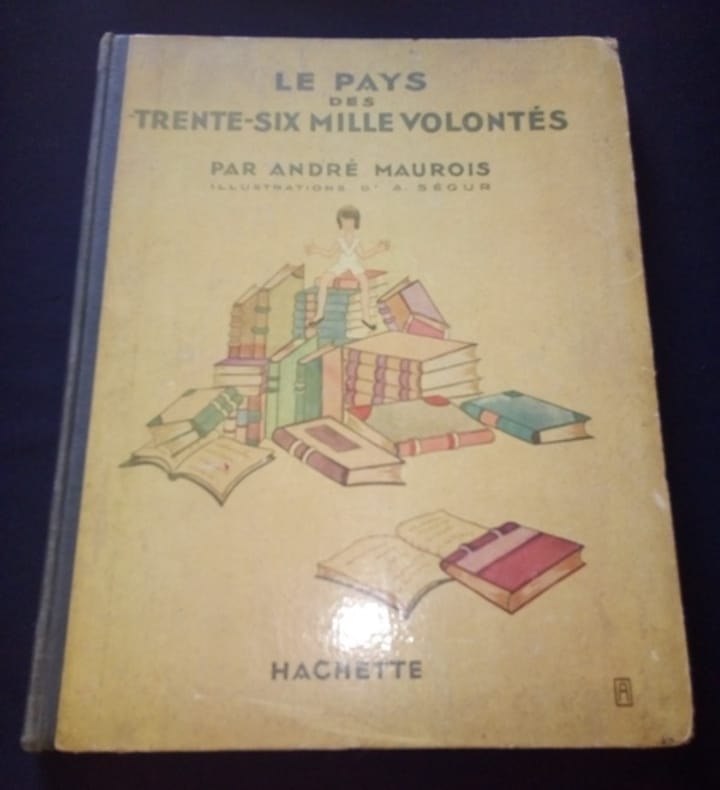 LE PAYS
DES
TRENTE-SIX MILLE VOLONTÉS
PAR ANDRÉ MAUROIS
ILLUSTRATIONS D' A. SÉGUR
HACHETTE